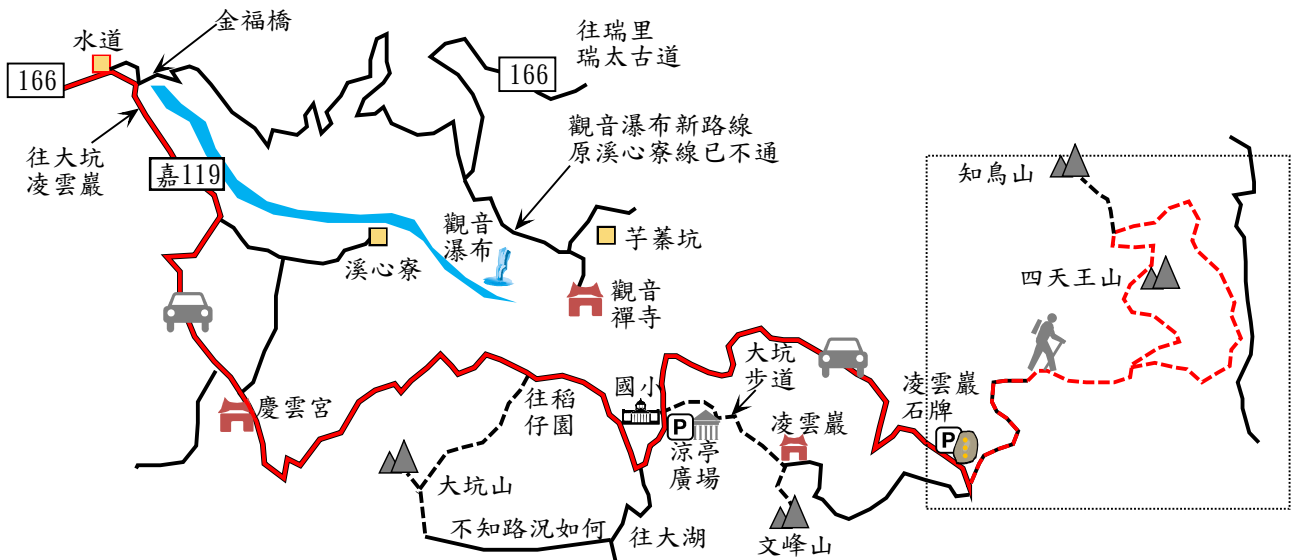 金福橋
水道
166
往瑞里
瑞太古道
166
觀音瀑布新路線
原溪心寮線已不通
往大坑
凌雲巖
嘉119
知鳥山
觀音
瀑布
芋蓁坑
溪心寮
四天王山
觀音
禪寺
大坑
步道
國小
凌雲巖
石牌
慶雲宮
往稻
仔園
P
凌雲巖
P
涼亭
廣場
大坑山
不知路況如何
往大湖
文峰山